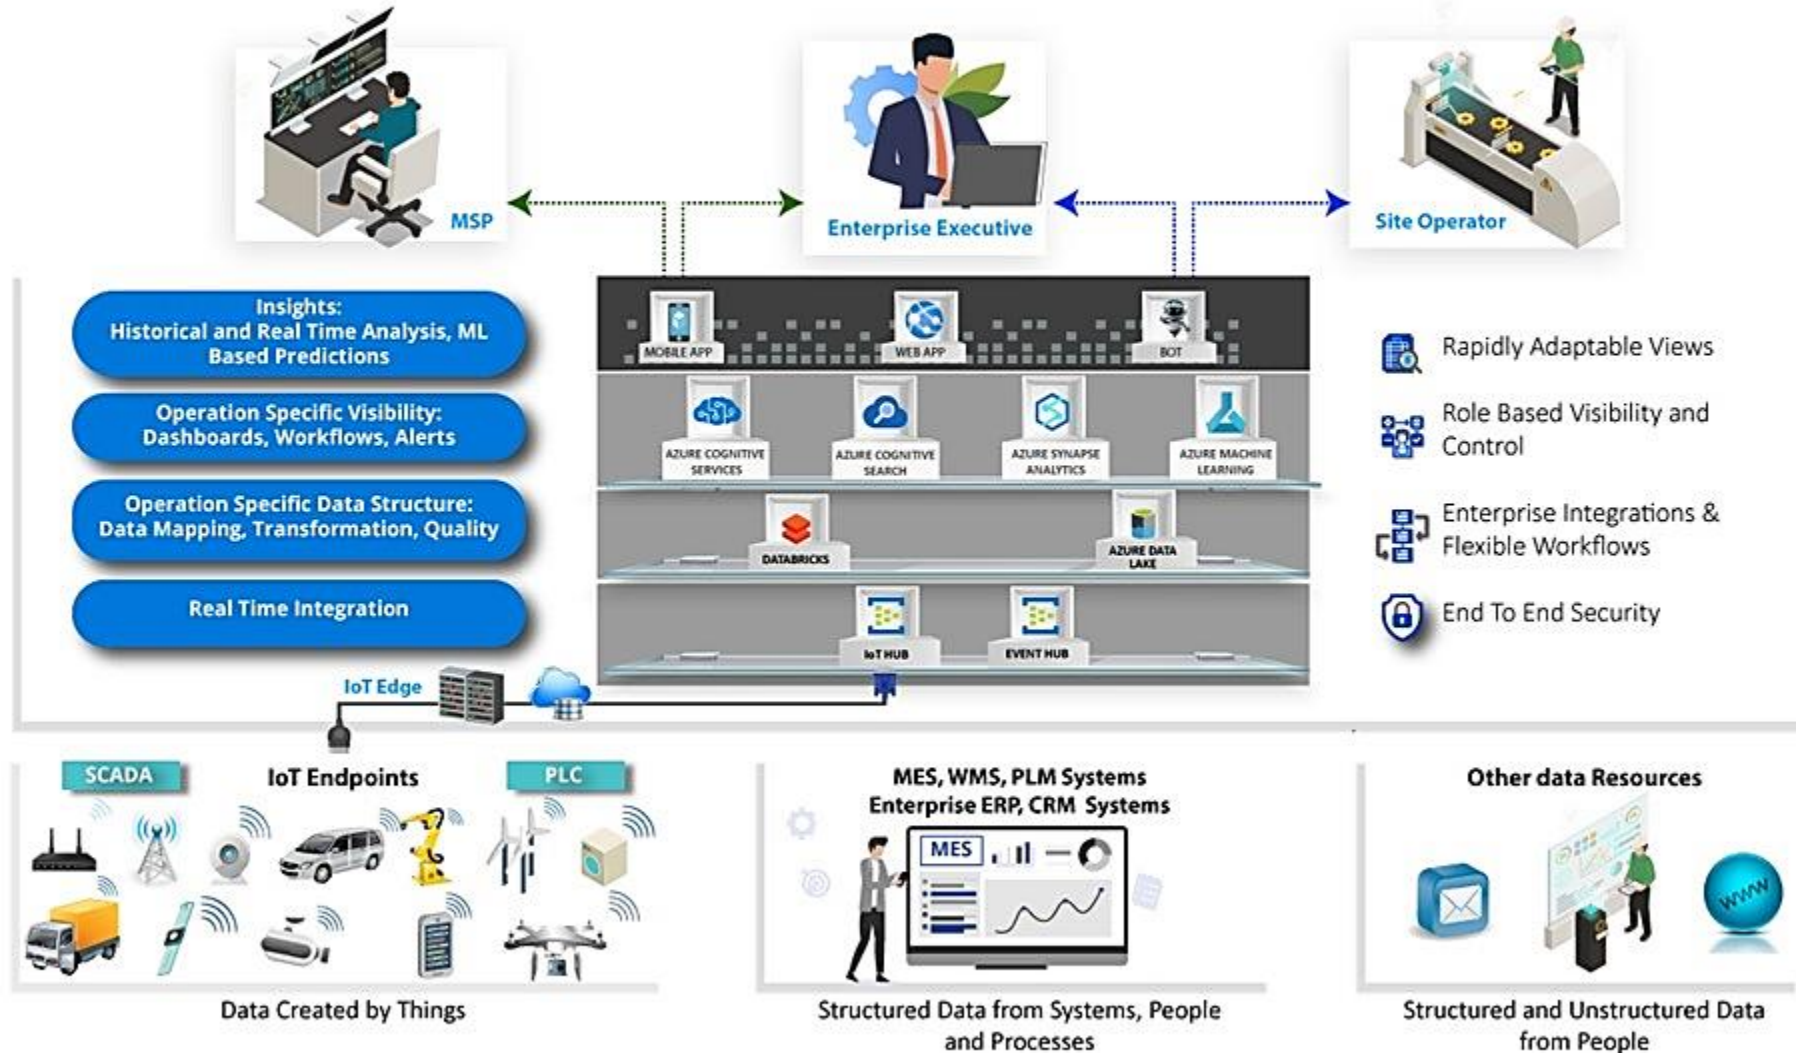 MSP
Enterprise Executive
Site Operator
Insights:
Historical and Real Time Analysis, ML
Based Predictions
Operation Specific Visibility:
Dashboards, Workflows, Alerts
Operation Specific Data Structure:
Data Mapping, Transformation, Quality
Real Time Integration
MOBILE APP
WEB APP
BOT
AZURE COGNITIVE
SERVICES
AZURE COGNITIVE
SEARCH
AZURE SYNAPSE
ANALYTICS
AZURE MACHINE
LEARNING
DATABRICKS
AZURE DATA
LAKE
IoT HUB
EVENT HUB
Rapidly Adaptable Views
Role Based Visibility and
Control
Enterprise Integrations &
Flexible Workflows
End To End Security
IoT Edge
SCADA
IoT Endpoints
PLC
Data Created by Things
MES, WMS, PLM Systems
Enterprise ERP, CRM Systems
MES
Structured Data from Systems, People
and Processes
Other data Resources
WWW
Structured and Unstructured Data
from People